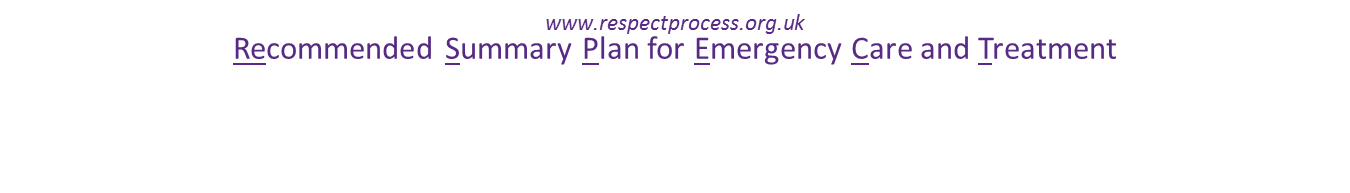 www.respectprocess.org.uk
Recommended Summary Plan for Emergency Care and Treatment